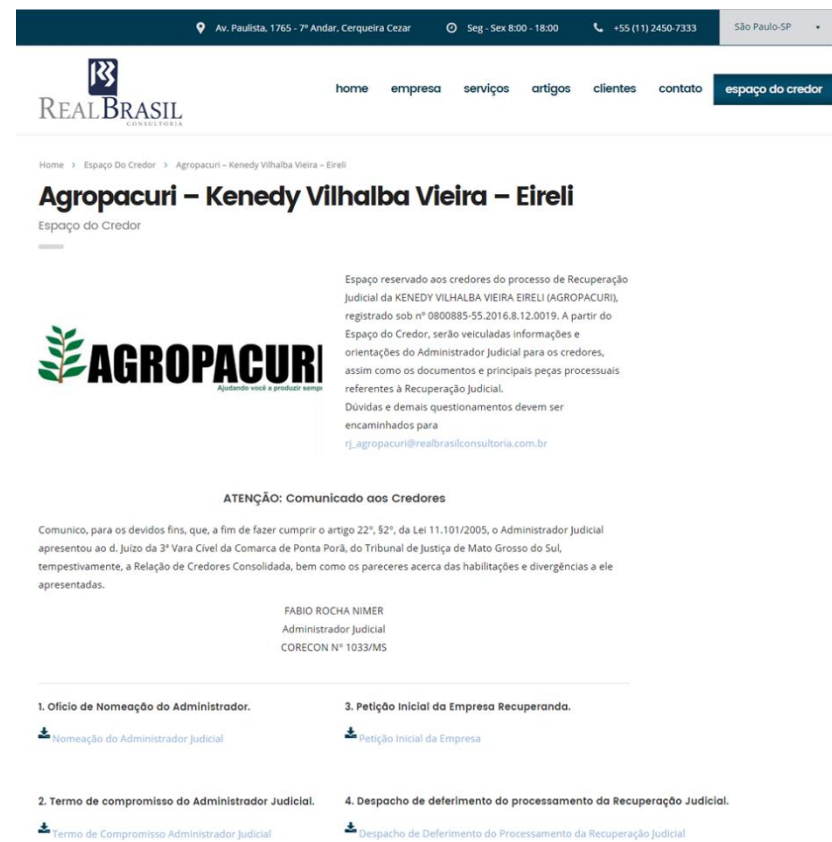 Av. Paulista, 1765 - 7º Andar, Cerqueira Cezar
Seg - Sex 8:00 - 18:00
+55 (11) 2450-7333
São Paulo-SP
REALBRASIL
CONSULTORIA
home empresa serviços artigos clientes contato espaço do credor
Home > Espaço Do Credor > Agropacuri – Kenedy Vilhalba Vieira – Eireli
Agropacuri – Kenedy Vilhalba Vieira – Eireli
Espaço do Credor
AGROPACURI
Ajudando você a produzir sempre
Espaço reservado aos credores do processo de Recuperação
Judicial da KENEDY VILHALBA VIEIRA EIRELI (AGROPACURI),
registrado sob nº 0800885-55.2016.8.12.0019. A partir do
Espaço do Credor, serão veiculadas informações e
orientações do Administrador Judicial para os credores,
assim como os documentos e principais peças processuais
referentes à Recuperação Judicial.
Dúvidas e demais questionamentos devem ser
encaminhados para
rj_agropacuri@realbrasilconsultoria.com.br
ATENÇÃO: Comunicado aos Credores
Comunico, para os devidos fins, que, a fim de fazer cumprir o artigo 22º, §2º, da Lei 11.101/2005, o Administrador Judicial
apresentou ao d. Juízo da 3ª Vara Cível da Comarca de Ponta Porã, do Tribunal de Justiça de Mato Grosso do Sul,
tempestivamente, a Relação de Credores Consolidada, bem como os pareceres acerca das habilitações e divergências a ele
apresentadas.
FABIO ROCHA NIMER
Administrador Judicial
CORECON N° 1033/MS
1. Ofício de Nomeação do Administrador.
Nomeação do Administrador Judicial
3. Petição Inicial da Empresa Recuperanda.
Petição Inicial da Empresa
2. Termo de compromisso do Administrador Judicial.
Termo de Compromisso Administrador Judicial
4. Despacho de deferimento do processamento da Recuperação Judicial.
Despacho de Deferimento do Processamento da Recuperação Judicial